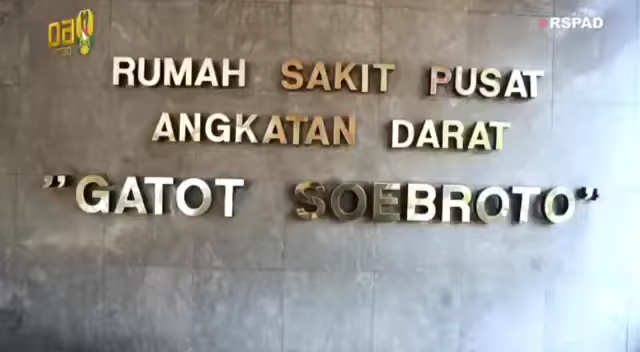 RSPAD
RUMAH SAKIT PUSAT
ANGKATAN DARAT
"GATOT SOEBROTO"